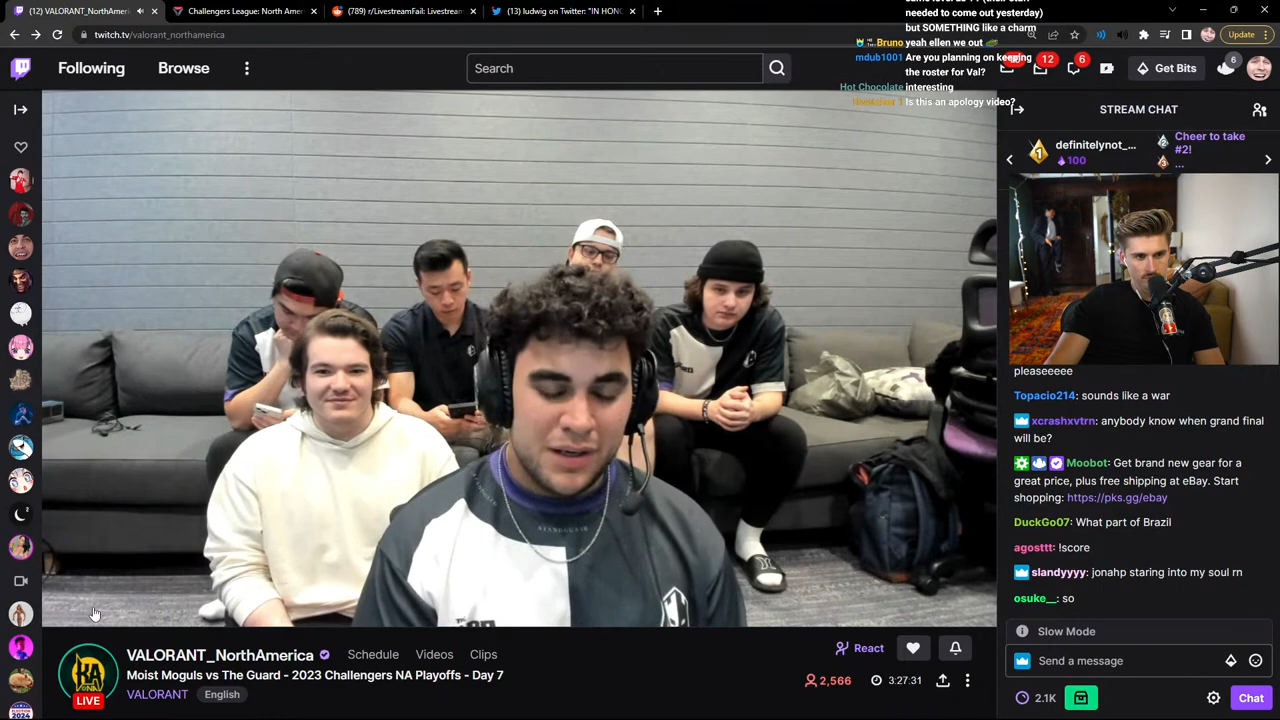 (12) VALORANT_NorthAmeri
Challengers League: North Ame
(789) r/LivestreamFail: Livestream
(13) ludwig on Twitter: "IN HON
needed to come out yesterday)
but SOMETHING like a charm
twitch.tv/valorant_northamerica
Update
Bruno yeah ellen we out
mdub1001 Are you planning on keeping
the roster for Val?
Hot Chocolate interesting
Is this an apology video?
Following
Browse
Search
12
6
Get Bits
6
STREAM CHAT
definitelynot_...
100
Cheer to take
#2!
...
pleaseeeee
Topacio214: sounds like a war
xcrashxvtrn: anybody know when grand final
will be?
Moobot: Get brand new gear for a
great price, plus free shipping at eBay. Start
shopping: https://pks.gg/ebay
DuckGo07: What part of Brazil
agosttt: !score
slandyyyy: jonahp staring into my soul rn
osuke__: so
Slow Mode
Send a message
2.1K
Chat
VALORANT_NorthAmerica
Schedule
Videos
Clips
React
Moist Moguls vs The Guard - 2023 Challengers NA Playoffs - Day 7
VALORANT
English
2,566
3:27:31
LIVE